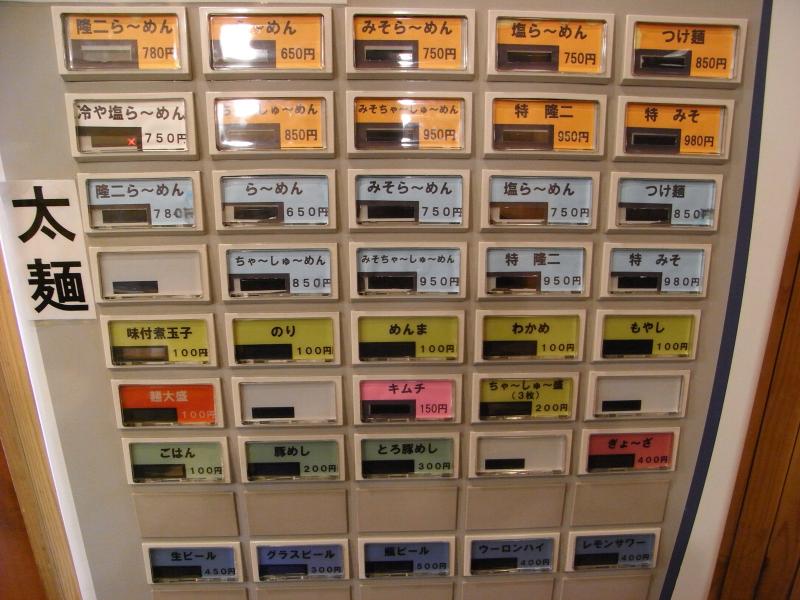 隆二ら～めん 780円
めん 650円
みそら～めん 750円
塩ら～めん 750円
つけ麺 850円
冷や塩ら～めん 750円
ちゃ～しゅ～めん 850円
みそちゃ～しゅ～めん 950円
特 隆二 950円
特 みそ 980円
太麺
隆二ら～めん 780円
ら～めん 650円
みそら～めん 750円
塩ら～めん 750円
つけ麺 850円
ちゃ～しゅ～めん 850円
みそちゃ～しゅ～めん 950円
特 隆二 950円
特 みそ 980円
味付煮玉子 100円
のり 100円
めんま 100円
わかめ 100円
もやし 100円
麺大盛 100円
キムチ 150円
ちゃ～しゅ～盛
(3枚) 200円
ごはん 100円
豚めし 200円
とろ豚めし 300円
ぎょ～ざ 400円
生ビール 450円
グラスビール 300円
瓶ビール 500円
ウーロンハイ 400円
レモンサワー 400円